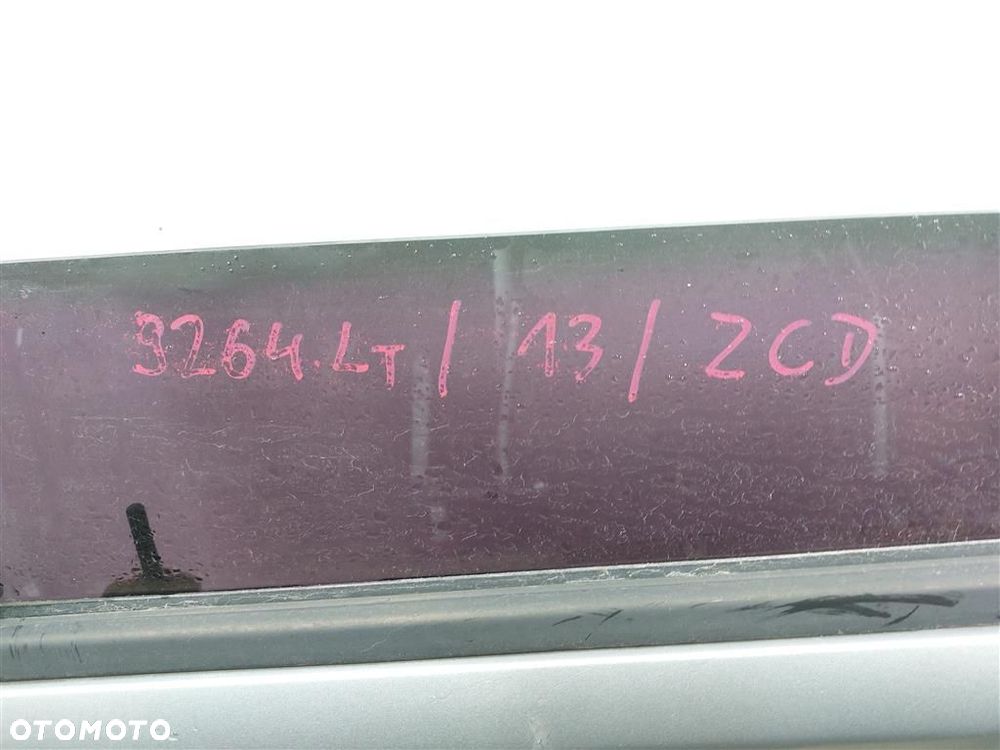 9264.LT / 13 / ZCD
OTOMOTO